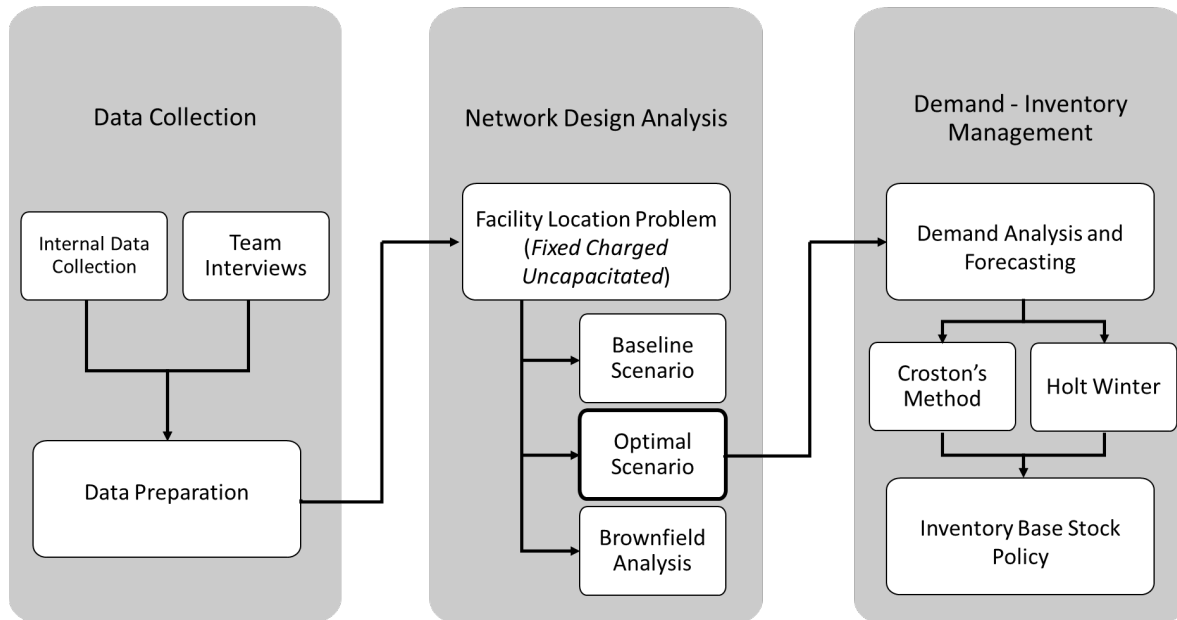 Data Collection
Internal Data
Collection
Team
Interviews
Data Preparation
Network Design Analysis
Facility Location Problem
(Fixed Charged
Uncapacitated)
Baseline
Scenario
Optimal
Scenario
Brownfield
Analysis
Demand - Inventory
Management
Demand Analysis and
Forecasting
Croston’s
Method
Holt Winter
Inventory Base Stock
Policy